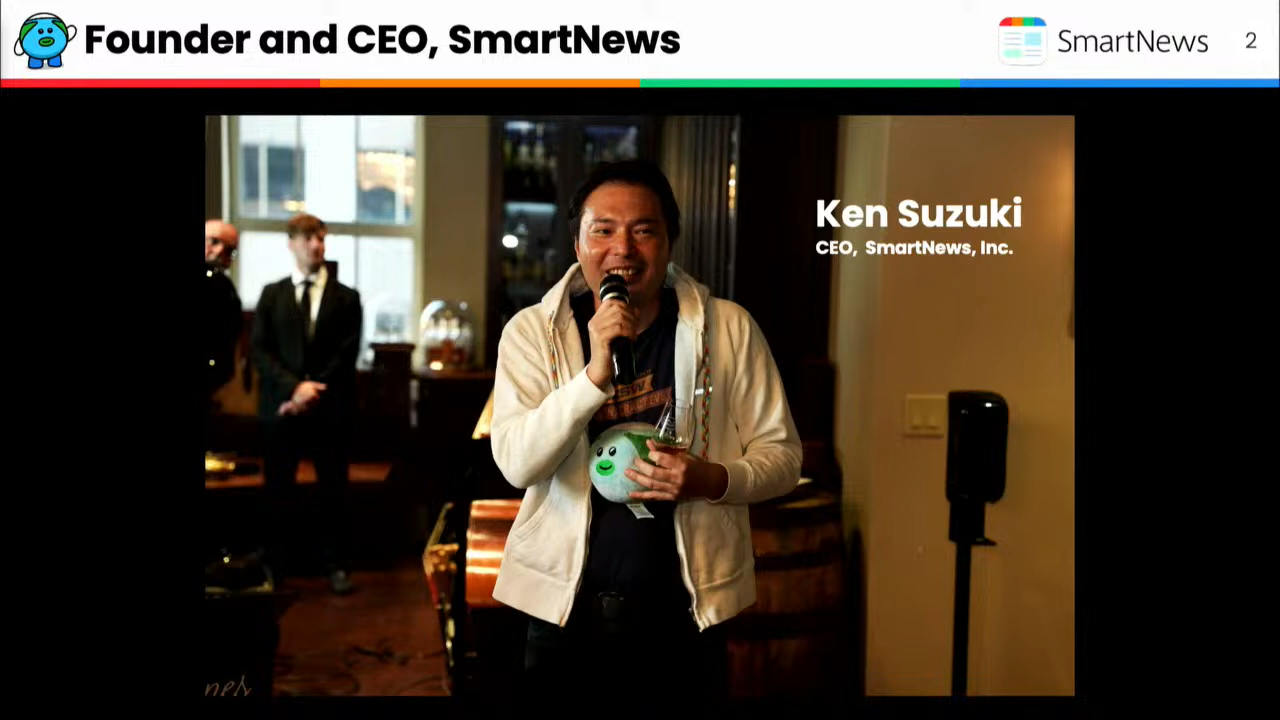 Founder and CEO, SmartNews
SmartNews
2
Ken Suzuki
CEO, SmartNews, Inc.